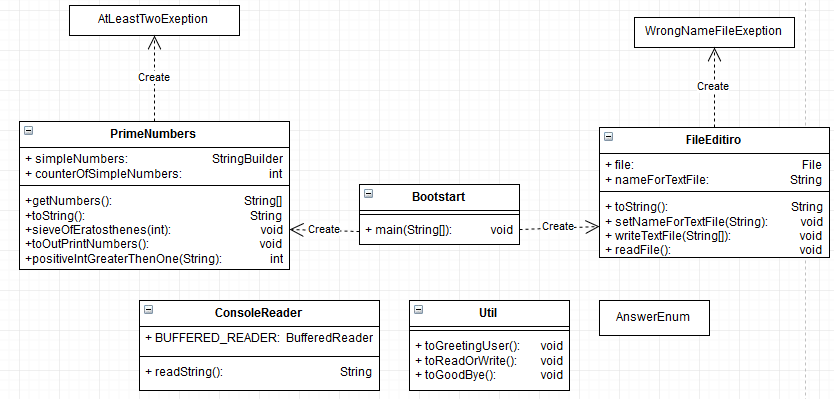 AtLeastTwoExeption
WrongNameFileExeption
Create
Create
PrimeNumbers
+ simpleNumbers: StringBuilder
+ counterOfSimpleNumbers: int
+getNumbers(): String[]
+toString(): String
+sieveOfEratosthenes(int): void
+toOutPrintNumbers(): void
+positiveIntGreaterThenOne(String): int
Create
Bootstart
+ main(String[]): void
Create
FileEditiro
+ file: File
+ nameForTextFile: String
+ toString(): String
+ setNameForTextFile(String): void
+ writeTextFile(String[]): void
+ readFile(): void
ConsoleReader
+ BUFFERED_READER: BufferedReader
+ readString(): String
Util
+ toGreetingUser(): void
+ toReadOrWrite(): void
+ toGoodBye(): void
AnswerEnum